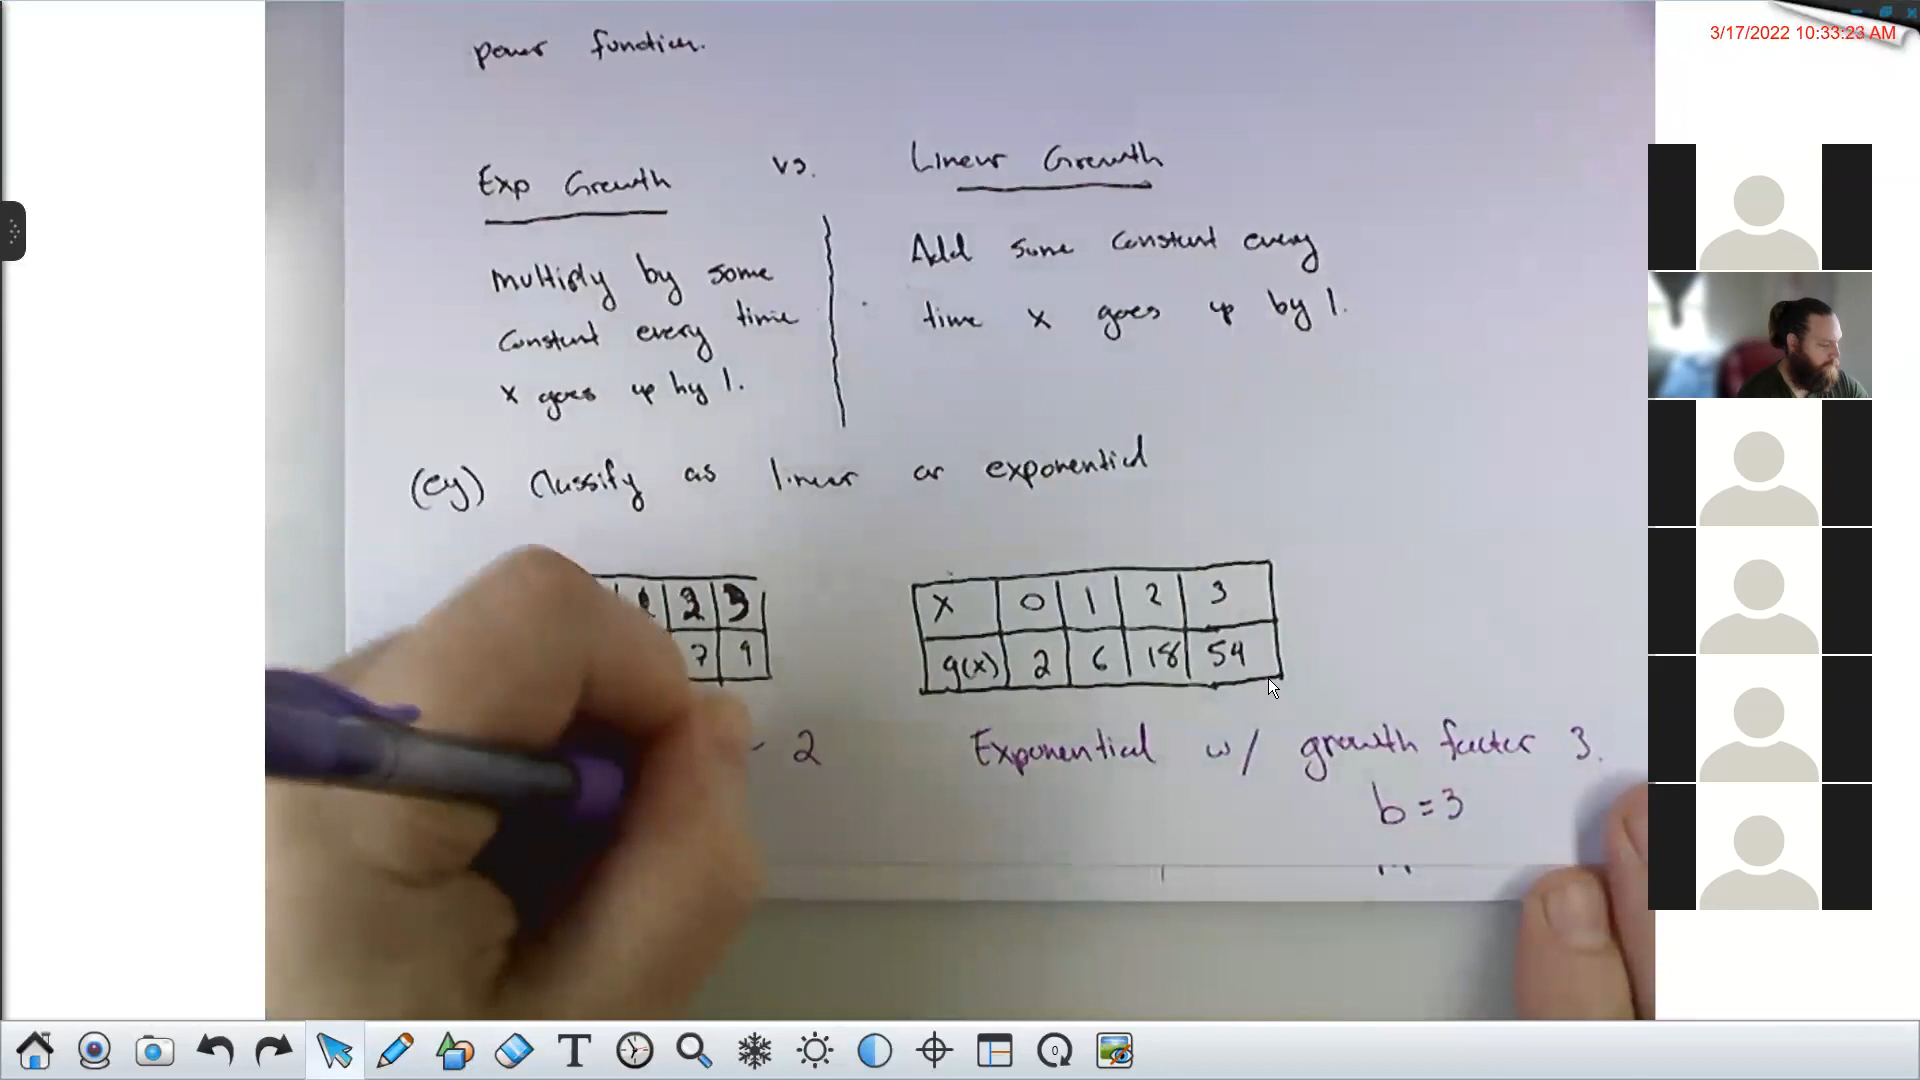 3/17/2022 10:33:23 AM
power function.
Exp Growth vs. Linear Growth
Multiply by some
constant every time
x goes up by 1.
Add some constant every
time x goes up by 1.
(eg) Classify as linear or exponential
2 3
7 9
x 0 1 2 3
g(x) 2 6 18 54
2
Exponential w/ growth factor 3.
b = 3
T
0